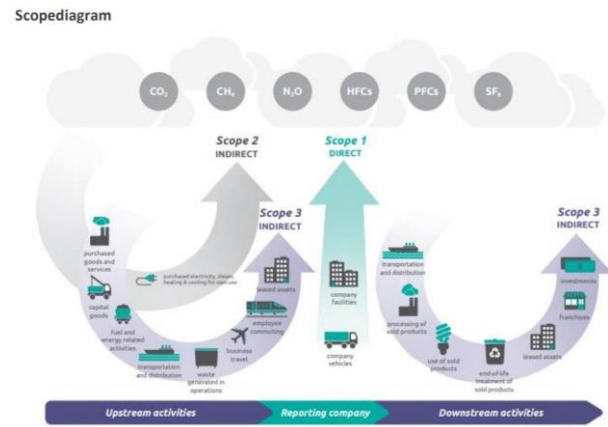 Scopediagram
CO₂
CH₄
N₂O
HFCs
PFCs
SF₆
Scope 2
INDIRECT
Scope 1
DIRECT
Scope 3
INDIRECT
Scope 3
INDIRECT
purchased
goods and
services
capital
goods
fuel and
energy related
activities
transportation
and distribution
waste
generated in
operations
business
travel
employee
commuting
leased assets
purchased electricity, steam,
heating & cooling for own use
company
facilities
company
vehicles
transportation
and distribution
processing of
sold products
use of sold
products
end-of-life
treatment of
sold products
leased assets
franchises
investments
Upstream activities
Reporting company
Downstream activities